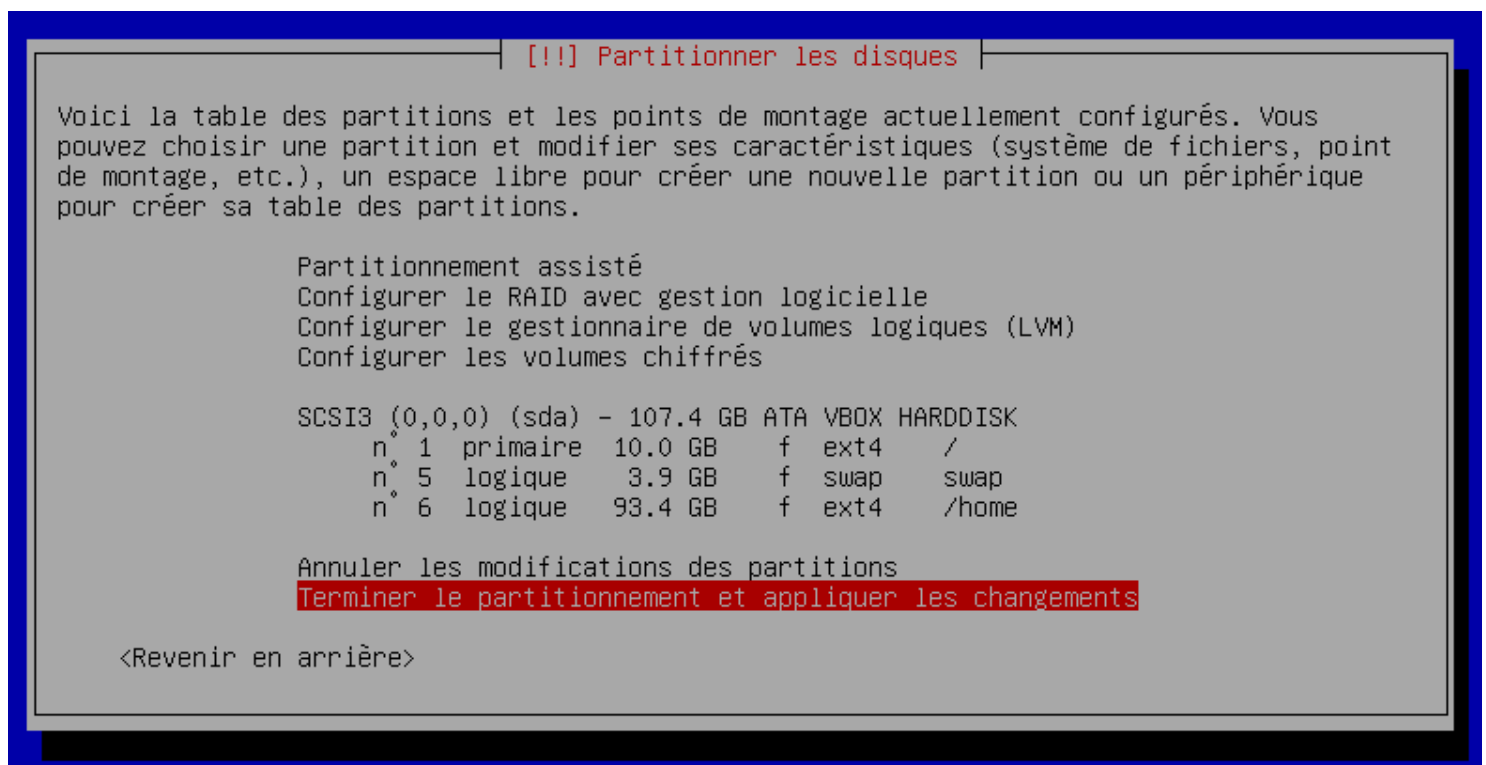 [!!] Partitionner les disques
Voici la table des partitions et les points de montage actuellement configurés. Vous
pouvez choisir une partition et modifier ses caractéristiques (système de fichiers, point
de montage, etc.), un espace libre pour créer une nouvelle partition ou un périphérique
pour créer sa table des partitions.
Partitionnement assisté
Configurer le RAID avec gestion logicielle
Configurer le gestionnaire de volumes logiques (LVM)
Configurer les volumes chiffrés
SCSI3 (0,0,0) (sda) - 107.4 GB ATA VBOX HARDDISK
n° 1 primaire 10.0 GB f ext4 /
n° 5 logique 3.9 GB f swap swap
n° 6 logique 93.4 GB f ext4 /home
Annuler les modifications des partitions
Terminer le partitionnement et appliquer les changements
<Revenir en arrière>